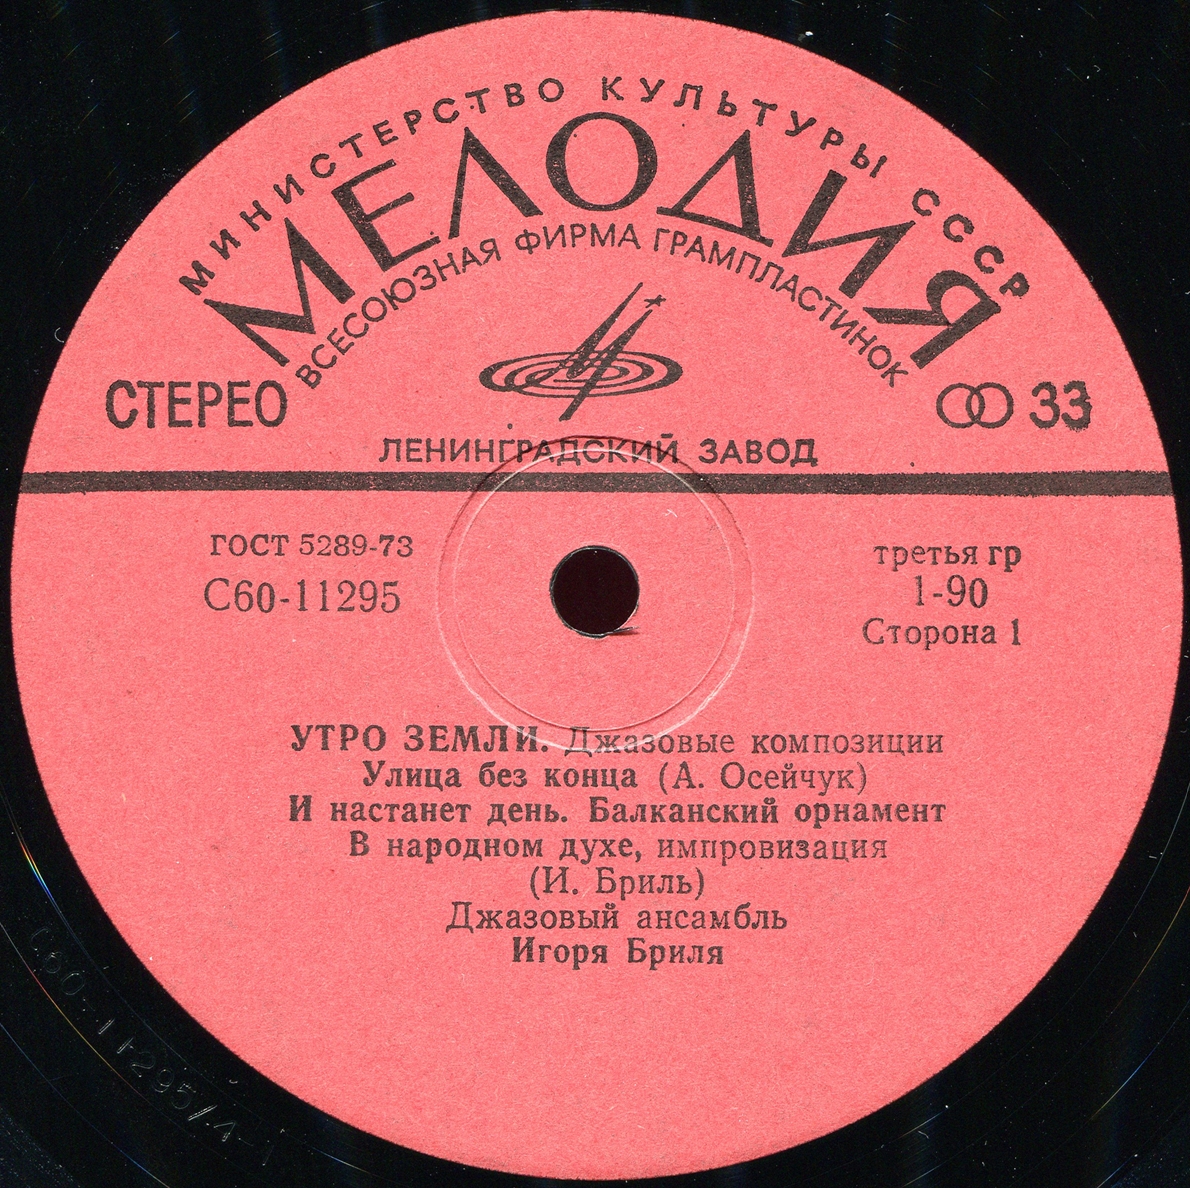 МИНИСТЕРСТВО КУЛЬТУРЫ СССР
МЕЛОДИЯ
ВСЕСОЮЗНАЯ ФИРМА ГРАМПЛАСТИНОК
СТЕРЕО
33
ЛЕНИНГРАДСКИЙ ЗАВОД
ГОСТ 5289-73
С60-11295
третья гр
1-90
Сторона 1
УТРО ЗЕМЛИ. Джазовые композиции
Улица без конца (А. Осейчук)
И настанет день. Балканский орнамент
В народном духе, импровизация
(И. Бриль)
Джазовый ансамбль
Игоря Бриля